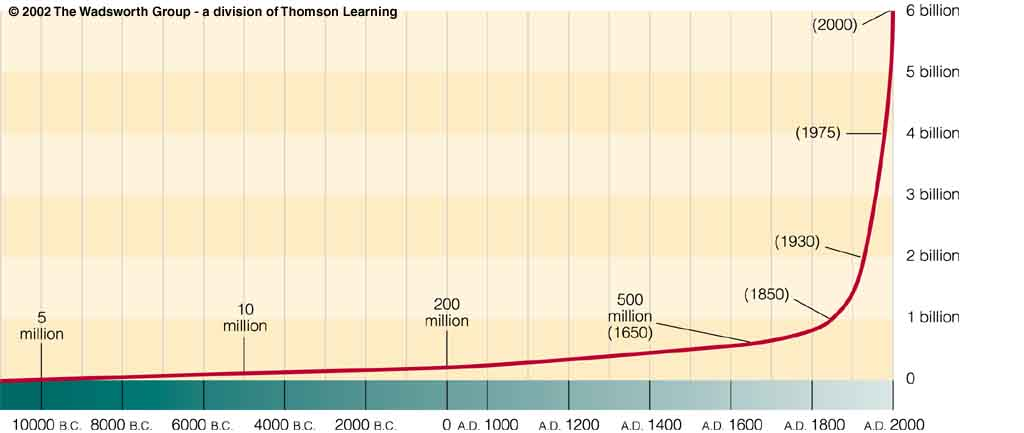 © 2002 The Wadsworth Group - a division of Thomson Learning
6 billion
(2000)
5 billion
(1975)
4 billion
3 billion
(1930)
2 billion
(1850)
1 billion
5
million
10
million
200
million
500
million
(1650)
0
10000 B.C.
8000 B.C.
6000 B.C.
4000 B.C.
2000 B.C.
0
A.D. 1000
A.D. 1200
A.D. 1400
A.D. 1600
A.D. 1800
A.D. 2000